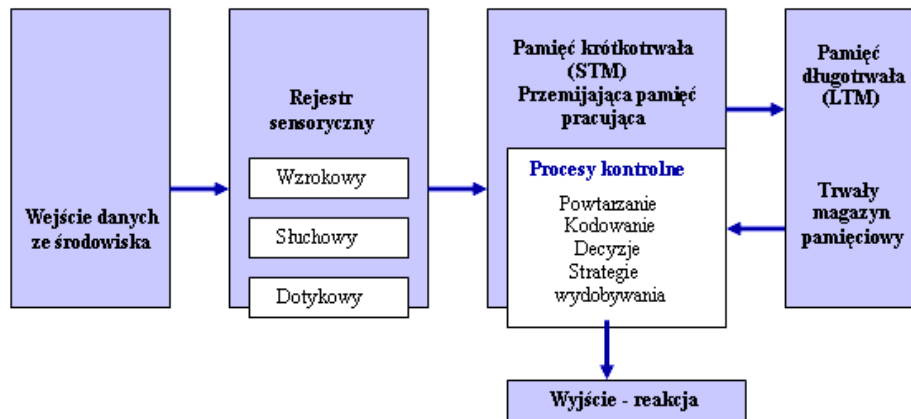 Wejście danych
ze środowiska
Rejestr
sensoryczny
Wzrokowy
Słuchowy
Dotykowy
Pamięć krótkotrwała
(STM)
Przemijająca pamięć
pracująca
Procesy kontrolne
Powtarzanie
Kodowanie
Decyzje
Strategie
wydobywania
Pamięć
długotrwała
(LTM)
Trwały
magazyn
pamięciowy
Wyjście - reakcja